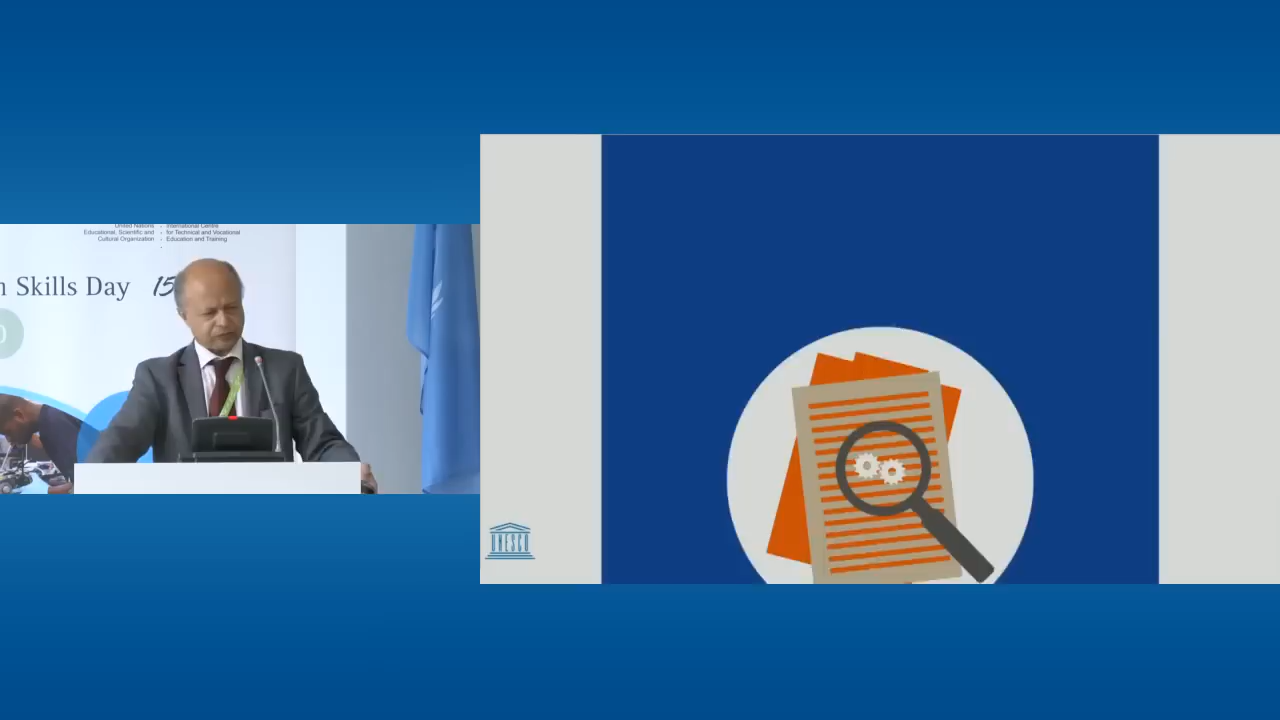 United Nations
Educational, Scientific and
Cultural Organization
International Centre
for Technical and Vocational
Education and Training
Skills Day 15
UNESCO